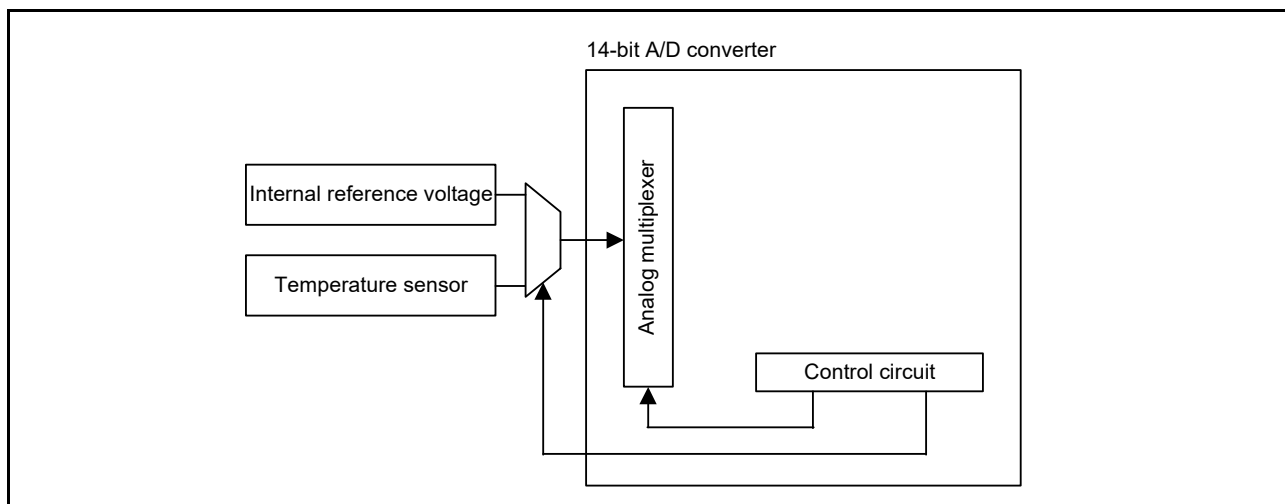 14-bit A/D converter
Internal reference voltage
Temperature sensor
Analog multiplexer
Control circuit